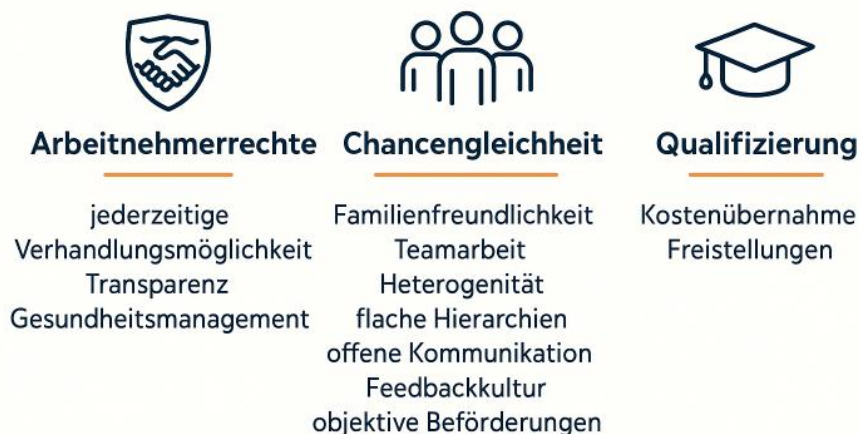 Arbeitnehmerrechte
jederzeitige
Verhandlungsmöglichkeit
Transparenz
Gesundheitsmanagement
Chancengleichheit
Familienfreundlichkeit
Teamarbeit
Heterogenität
flache Hierarchien
offene Kommunikation
Feedbackkultur
objektive Beförderungen
Qualifizierung
Kostenübernahme
Freistellungen